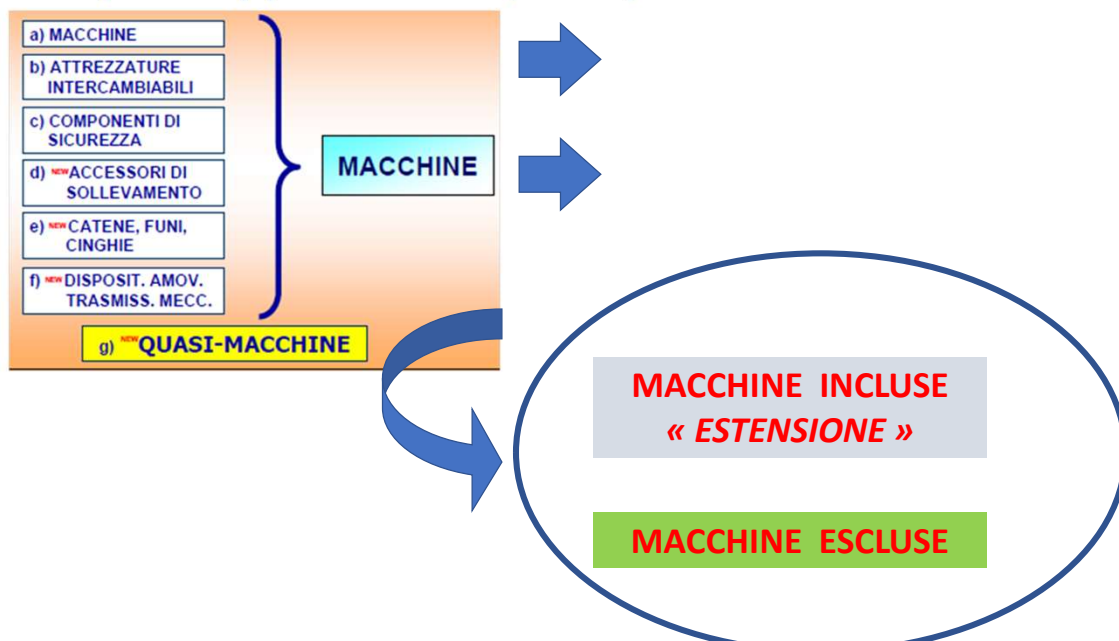 a) MACCHINE
b) ATTREZZATURE
INTERCAMBIABILI
c) COMPONENTI DI
SICUREZZA
d) NEW ACCESSORI DI
SOLLEVAMENTO
e) NEW CATENE, FUNI,
CINGHIE
f) NEW DISPOSIT. AMOV.
TRASMISS. MECC.
g) NEW QUASI-MACCHINE
MACCHINE
MACCHINE INCLUSE
« ESTENSIONE »
MACCHINE ESCLUSE